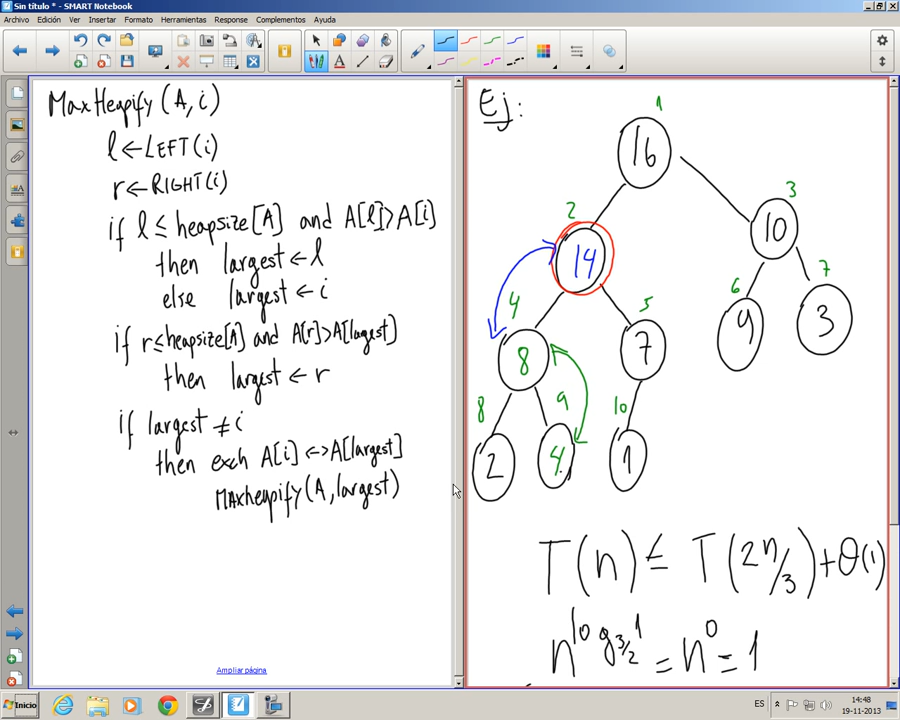 Sin título * - SMART Notebook
Archivo Edición Ver Insertar Formato Herramientas Response Complementos Ayuda
MaxHeapify (A, i)
l ← LEFT(i)
r ← RIGHT(i)
if l ≤ heapsize[A] and A[l] > A[i]
then largest ← l
else largest ← i
if r ≤ heapsize[A] and A[r] > A[largest]
then largest ← r
if largest ≠ i
then exch A[i] <-> A[largest]
MAxheapify (A, largest)
Ampliar página
Ej:
1
16
2
3
14
10
4
5
6
7
8
7
9
3
8
9
10
2
4
1
T(n) ≤ T(2n/3) + Θ(1)
n^log_3/2 1 = n^0 = 1
Inicio
ES
14:48
19-11-2013